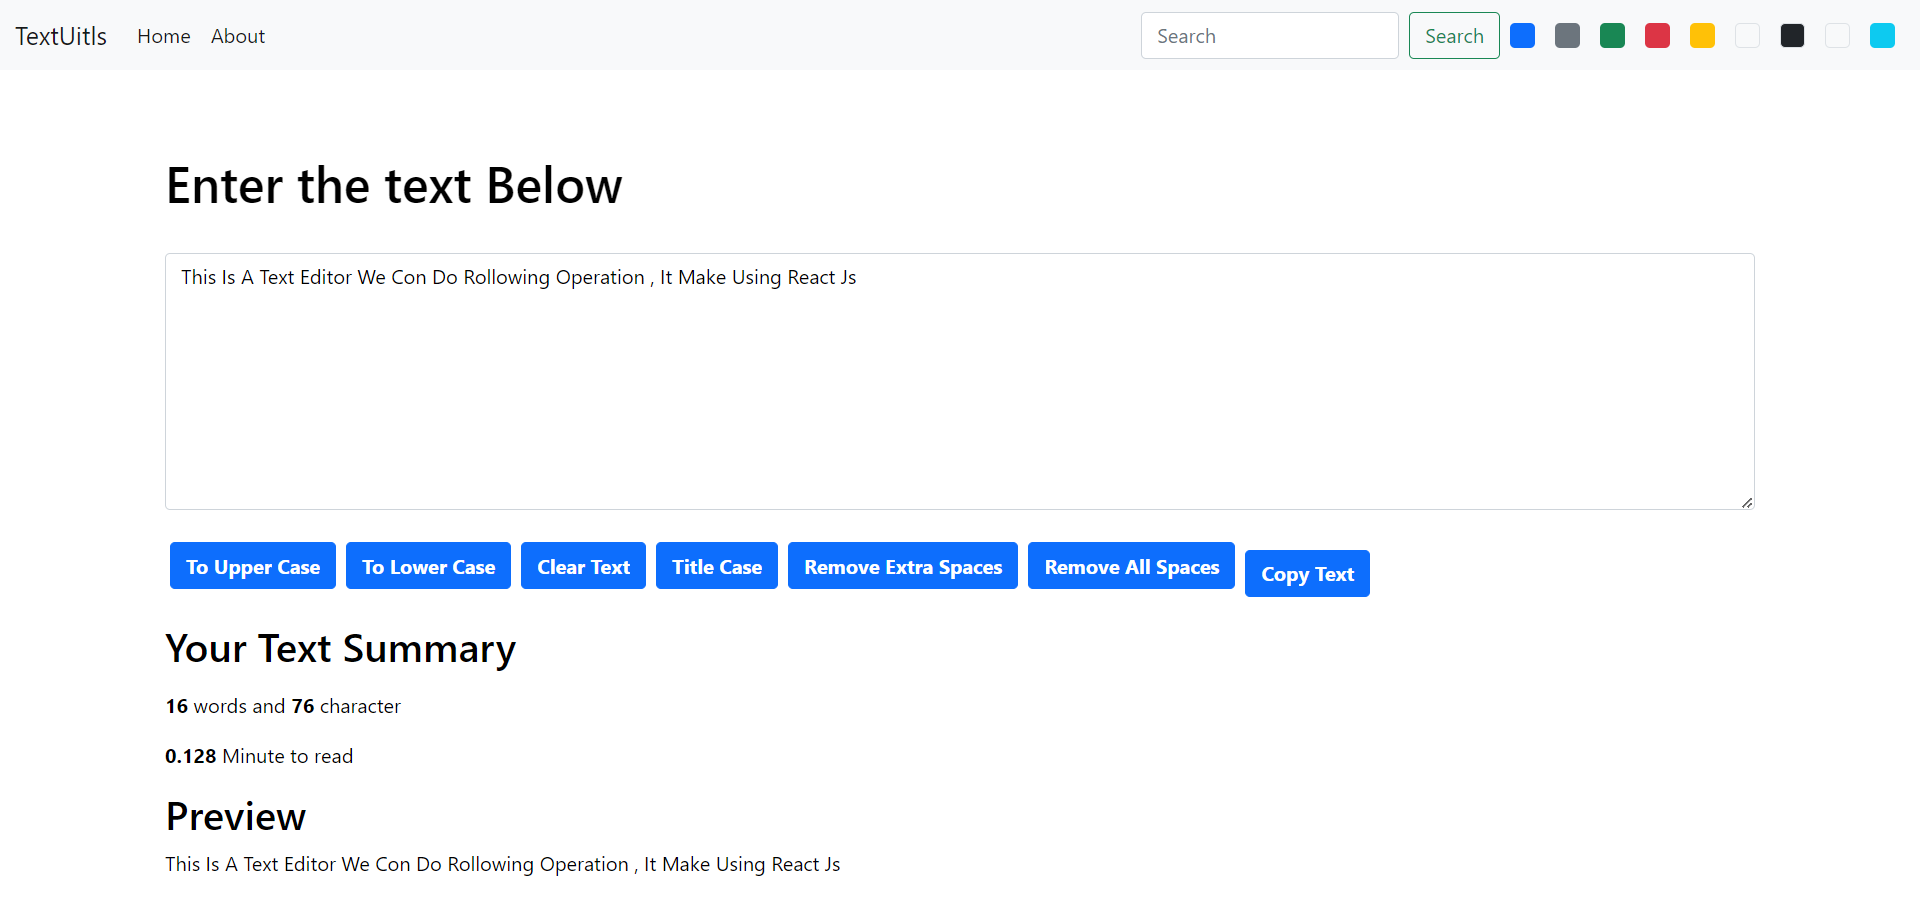 TextUitls Home About Search Search
Enter the text Below
This Is A Text Editor We Con Do Rollowing Operation , It Make Using React Js
To Upper Case To Lower Case Clear Text Title Case Remove Extra Spaces Remove All Spaces Copy Text
Your Text Summary
16 words and 76 character
0.128 Minute to read
Preview
This Is A Text Editor We Con Do Rollowing Operation , It Make Using React Js